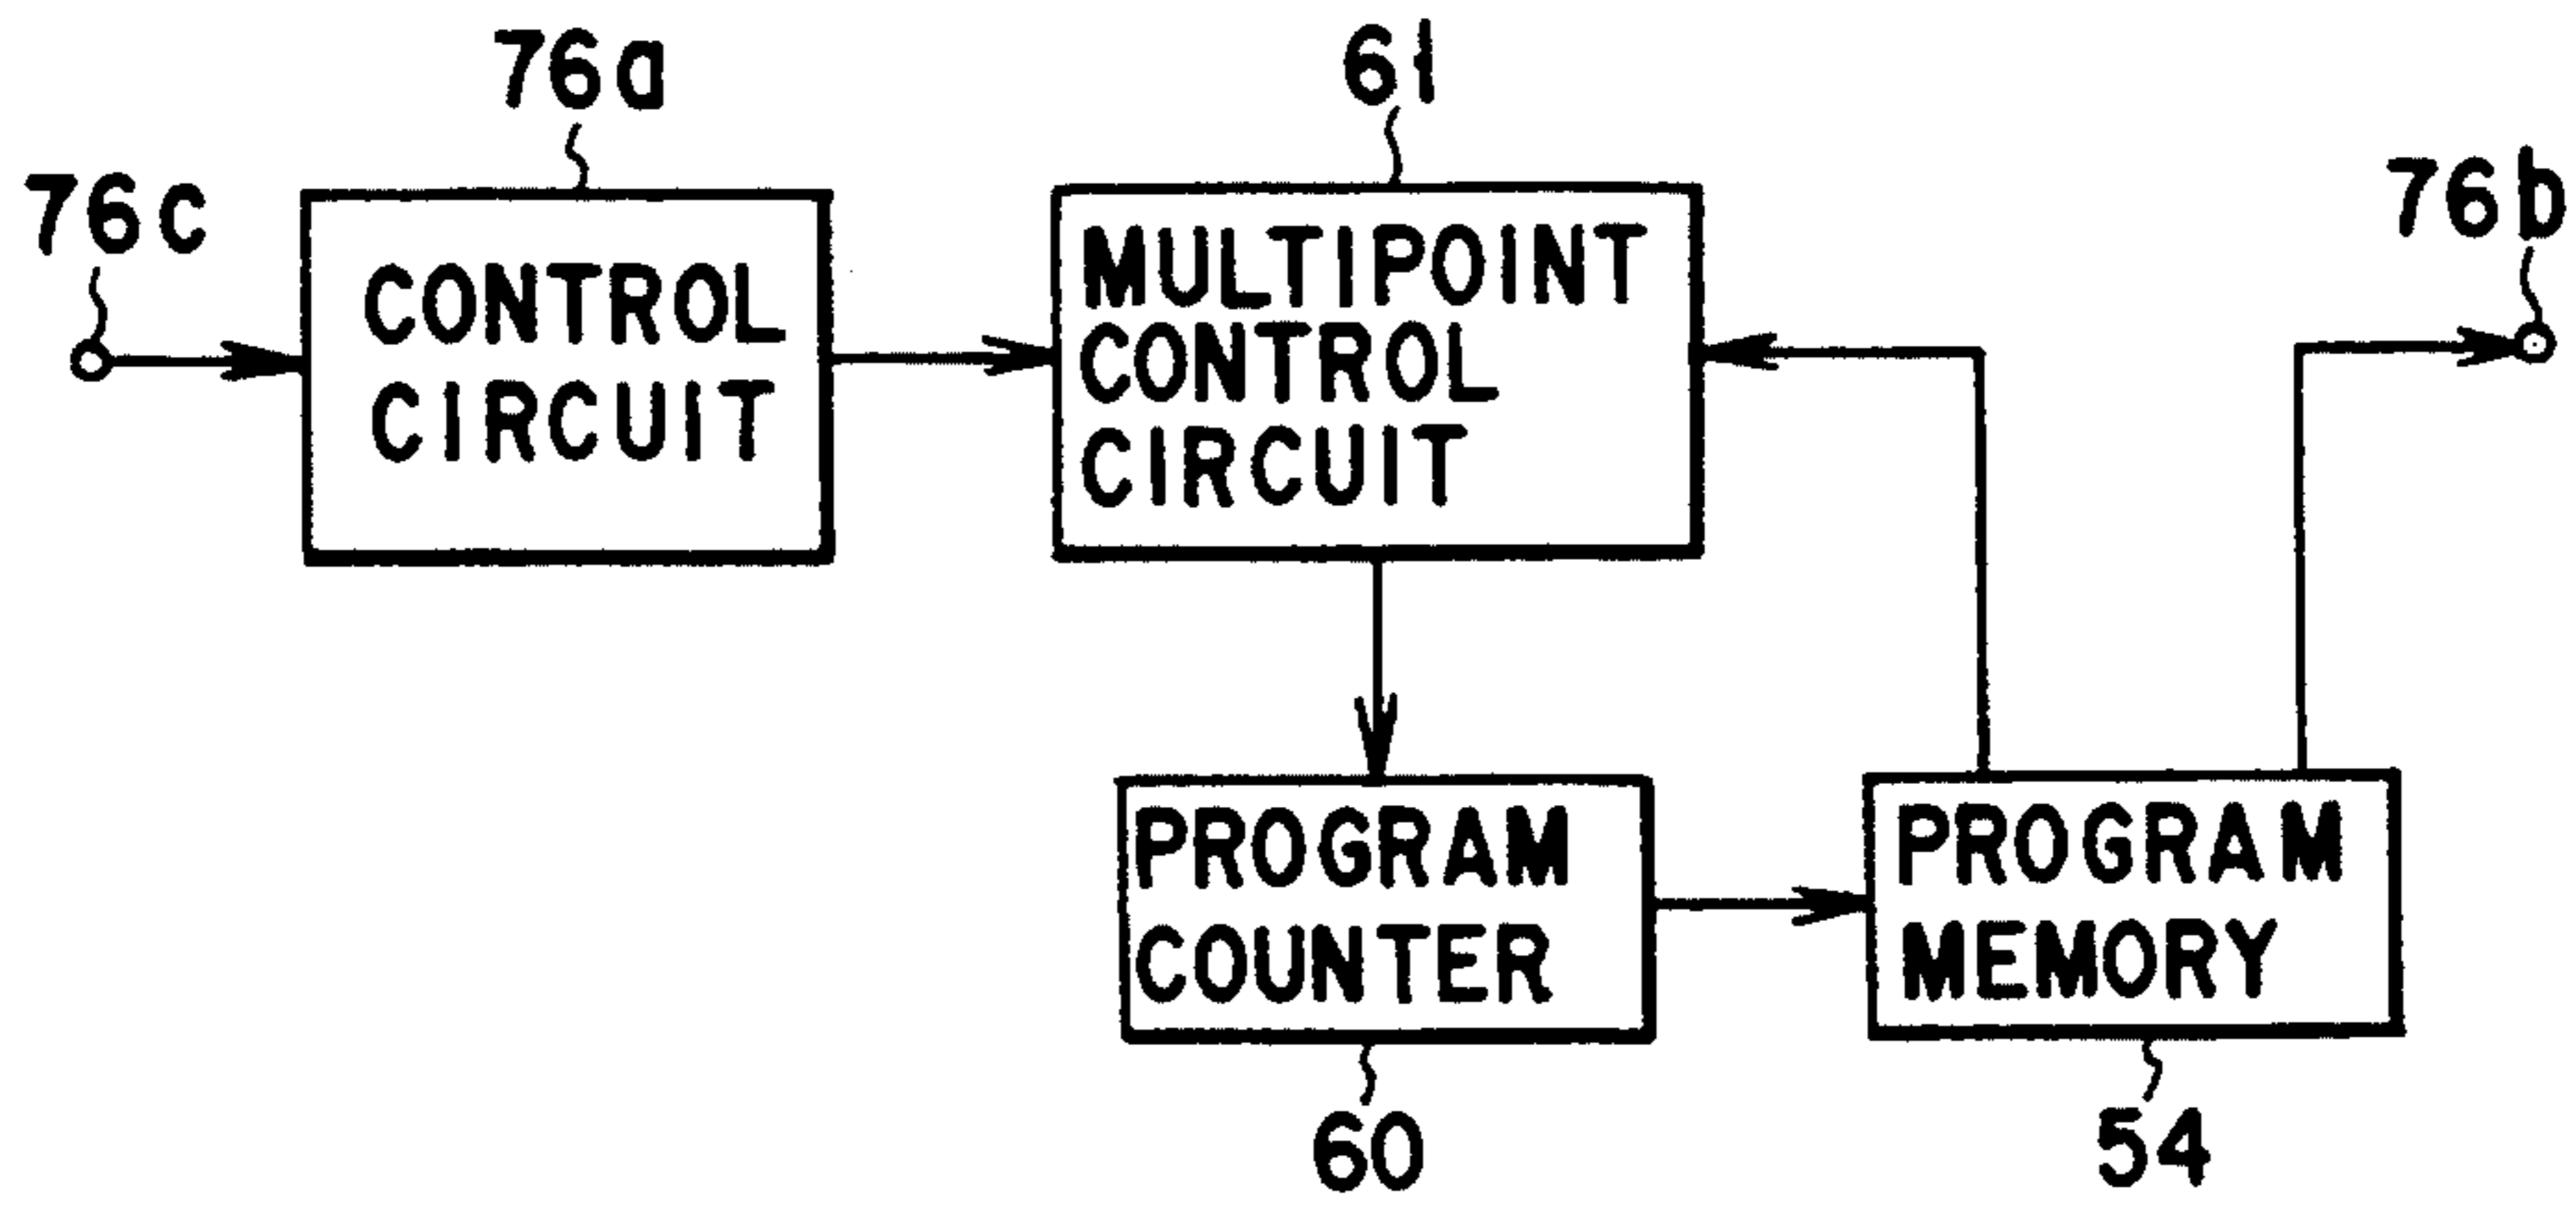 76a
61
76c
76b
CONTROL
CIRCUIT
MULTIPOINT
CONTROL
CIRCUIT
PROGRAM
COUNTER
PROGRAM
MEMORY
60
54